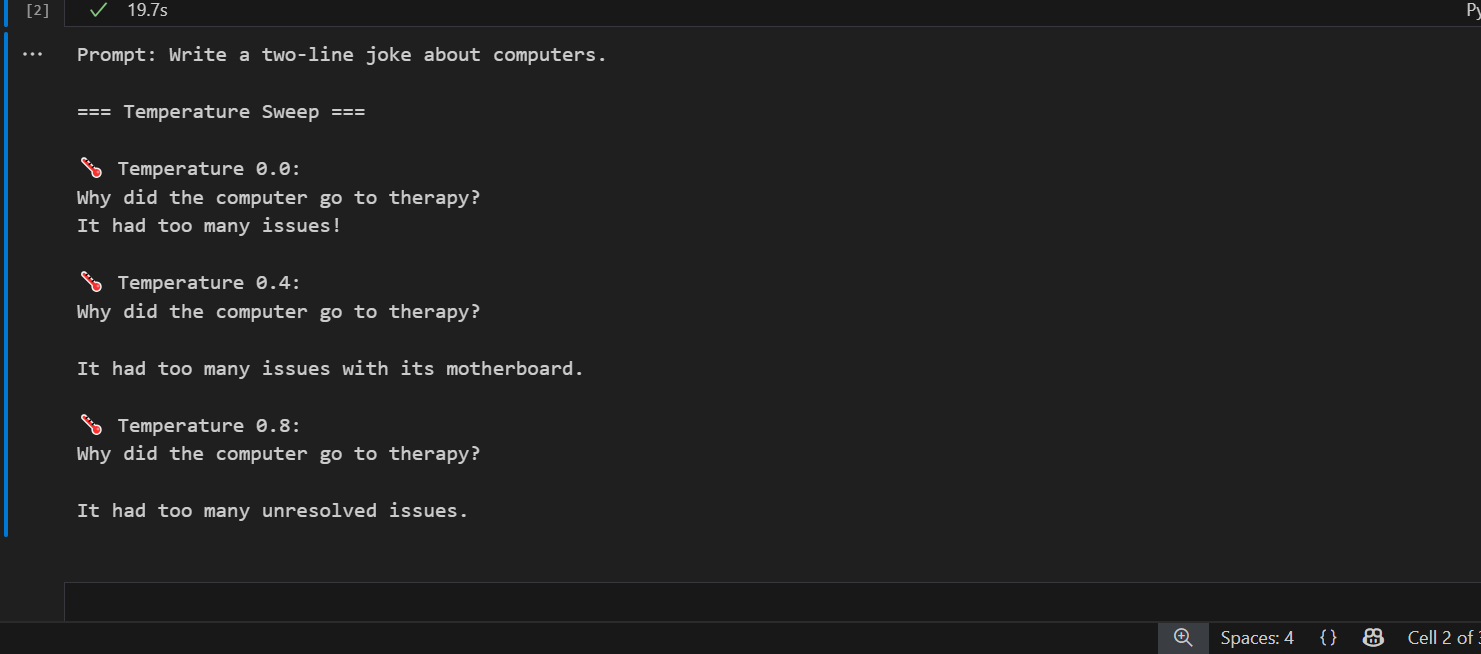 [2] 19.7s
Prompt: Write a two-line joke about computers.
=== Temperature Sweep ===
Temperature 0.0:
Why did the computer go to therapy?
It had too many issues!
Temperature 0.4:
Why did the computer go to therapy?
It had too many issues with its motherboard.
Temperature 0.8:
Why did the computer go to therapy?
It had too many unresolved issues.
Spaces: 4 {} Cell 2 of